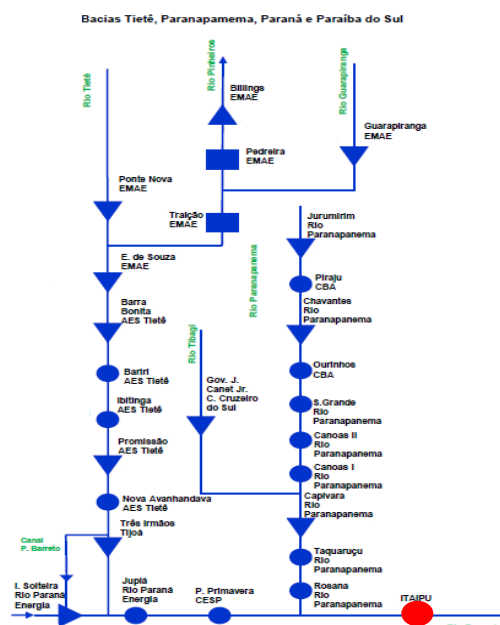 Bacias Tietê, Paranapamema, Paraná e Paraíba do Sul
Rio Tietê
Rio Pinheiros
Rio Guarapiranga
Billings
EMAE
Guarapiranga
EMAE
Pedreira
EMAE
Ponte Nova
EMAE
Traição
EMAE
Jurumirim
Rio
Paranapanema
E. de Souza
EMAE
Rio Paranapanema
Piraju
CBA
Barra
Bonita
AES Tietê
Chavantes
Rio
Paranapanema
Rio Tibagi
Bariri
AES Tietê
Ourinhos
CBA
Gov. J.
Canet Jr.
C. Cruzeiro
do Sul
Ibitinga
AES Tietê
S.Grande
Rio
Paranapanema
Promissão
AES Tietê
Canoas II
Rio
Paranapanema
Canoas I
Rio
Paranapanema
Nova Avanhandava
AES Tietê
Capivara
Rio
Paranapanema
Três Irmãos
Tijoá
Canal
P. Barreto
Taquaruçu
Rio
Paranapanema
I. Solteira
Rio Paraná
Energia
Jupiá
Rio Paraná
Energia
P. Primavera
CESP
Rosana
Rio
Paranapanema
ITAIPU